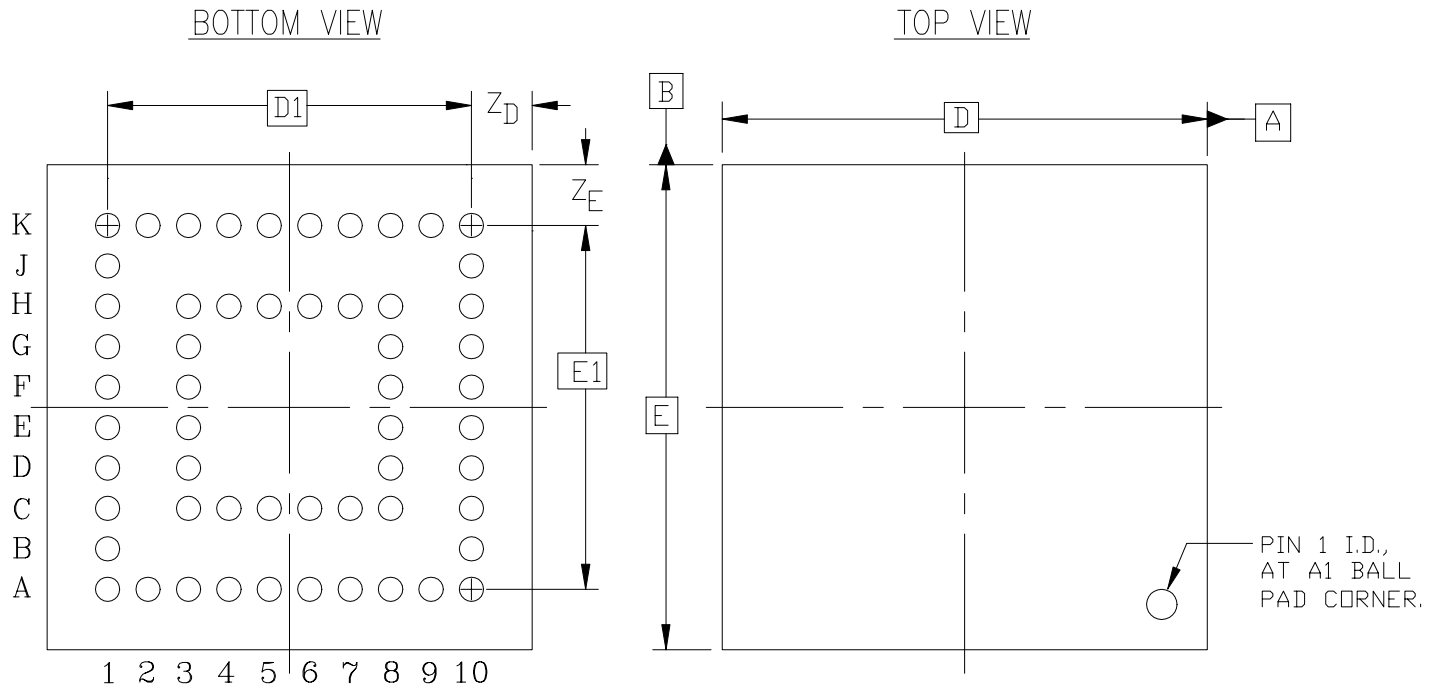 BOTTOM VIEW
TOP VIEW
D1
ZD
B
D
A
ZE
K
J
H
G
F
E
D
C
B
A
E1
E
PIN 1 I.D.,
AT A1 BALL
PAD CORNER.
1 2 3 4 5 6 7 8 9 10